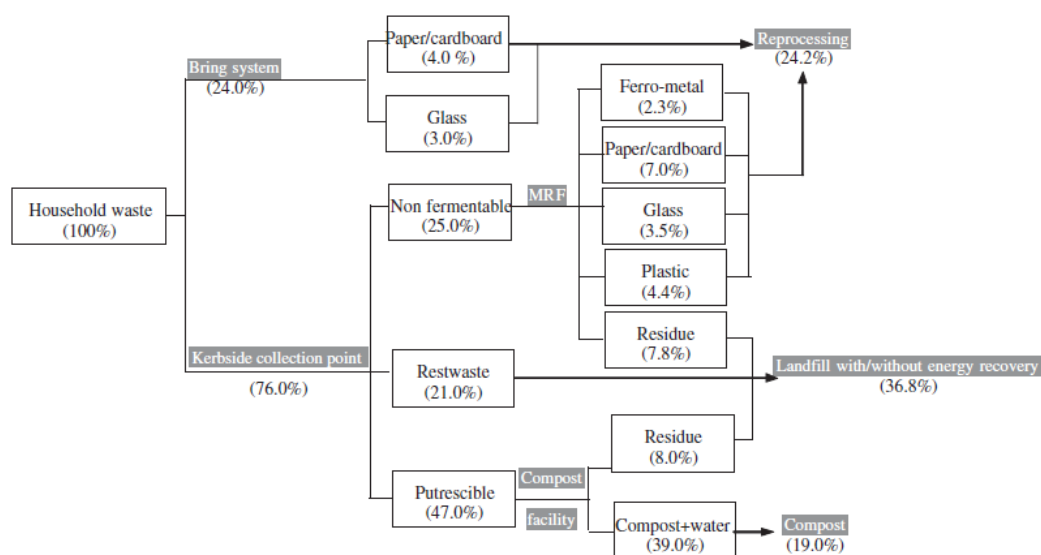 Paper/cardboard
(4.0 %)
Reprocessing
(24.2%)
Bring system
(24.0%)
Ferro-metal
(2.3%)
Glass
(3.0%)
Paper/cardboard
(7.0%)
MRF
Household waste
(100%)
Non fermentable
(25.0%)
Glass
(3.5%)
Plastic
(4.4%)
Residue
(7.8%)
Kerbside collection point
(76.0%)
Restwaste
(21.0%)
Landfill with/without energy recovery
(36.8%)
Residue
(8.0%)
Putrescible
(47.0%)
Compost
facility
Compost+water
(39.0%)
Compost
(19.0%)